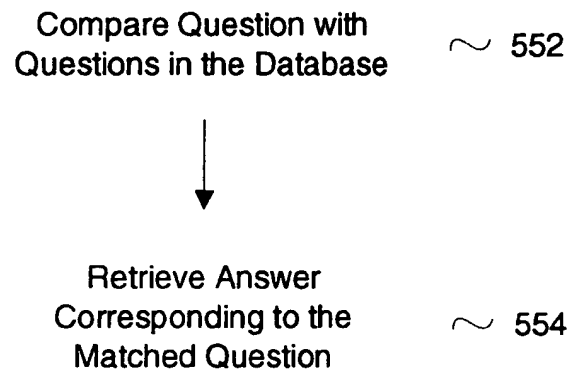 Compare Question with
Questions in the Database
552
Retrieve Answer
Corresponding to the
Matched Question
554